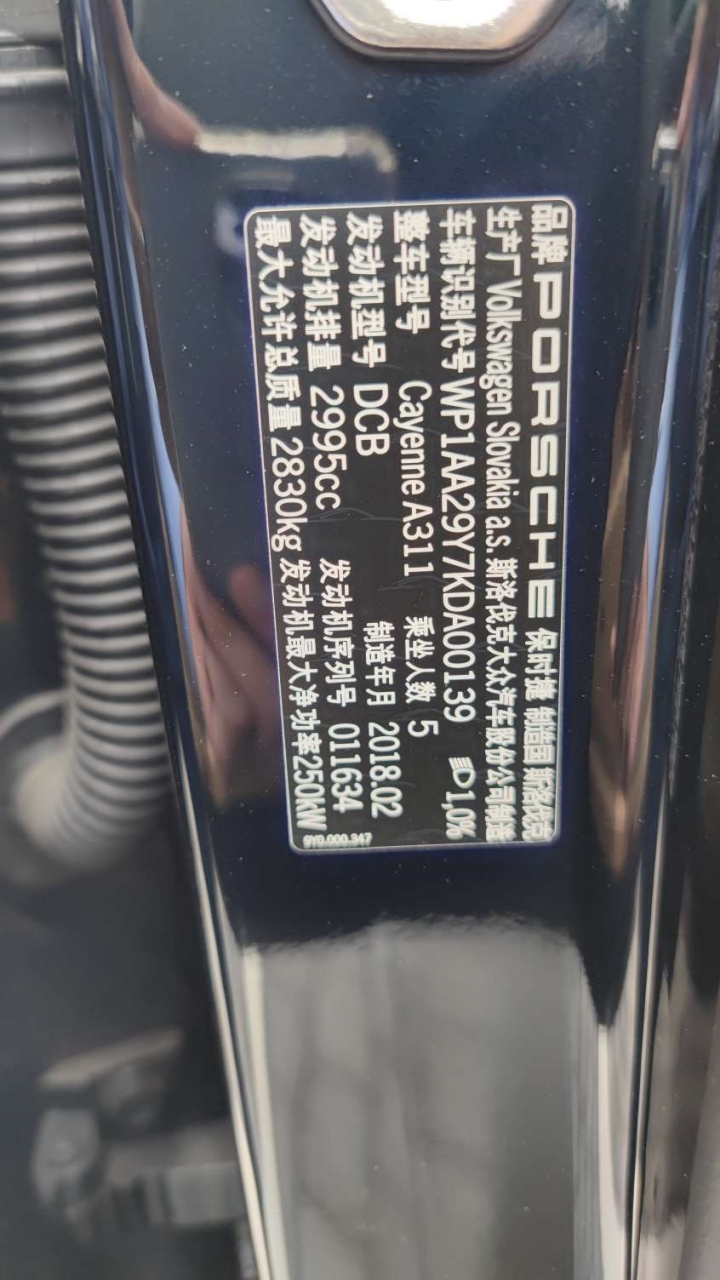 品牌 PORSCHE 保时捷 制造国 斯洛伐克
生产厂 Volkswagen Slovakia a.s. 斯洛伐克大众汽车股份公司制造
车辆识别代号 WP1AA29Y7KDA00139 1,0%
整车型号 Cayenne A311 乘坐人数 5
发动机型号 DCB 制造年月 2018.02
发动机排量 2995cc 发动机序列号 011634
最大允许总质量 2830kg 发动机最大净功率250kW
9Y0.000.347